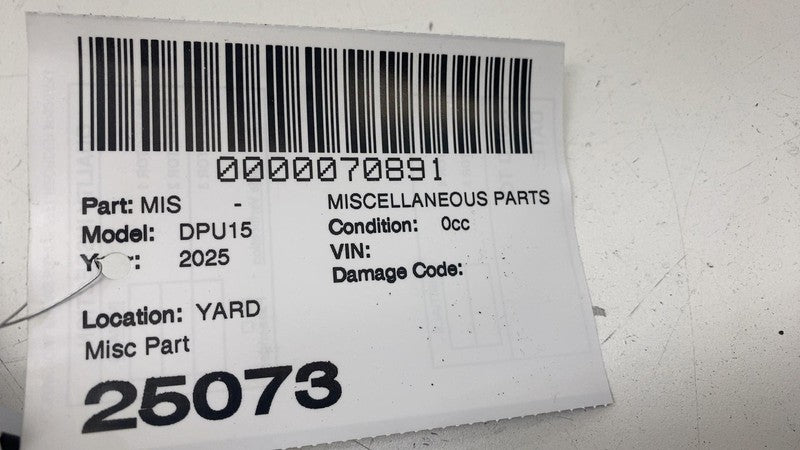 0000070891
Part: MIS - MISCELLANEOUS PARTS
Model: DPU15 Condition: 0cc
2025 VIN:
Damage Code:
Location: YARD
Misc Part
25073